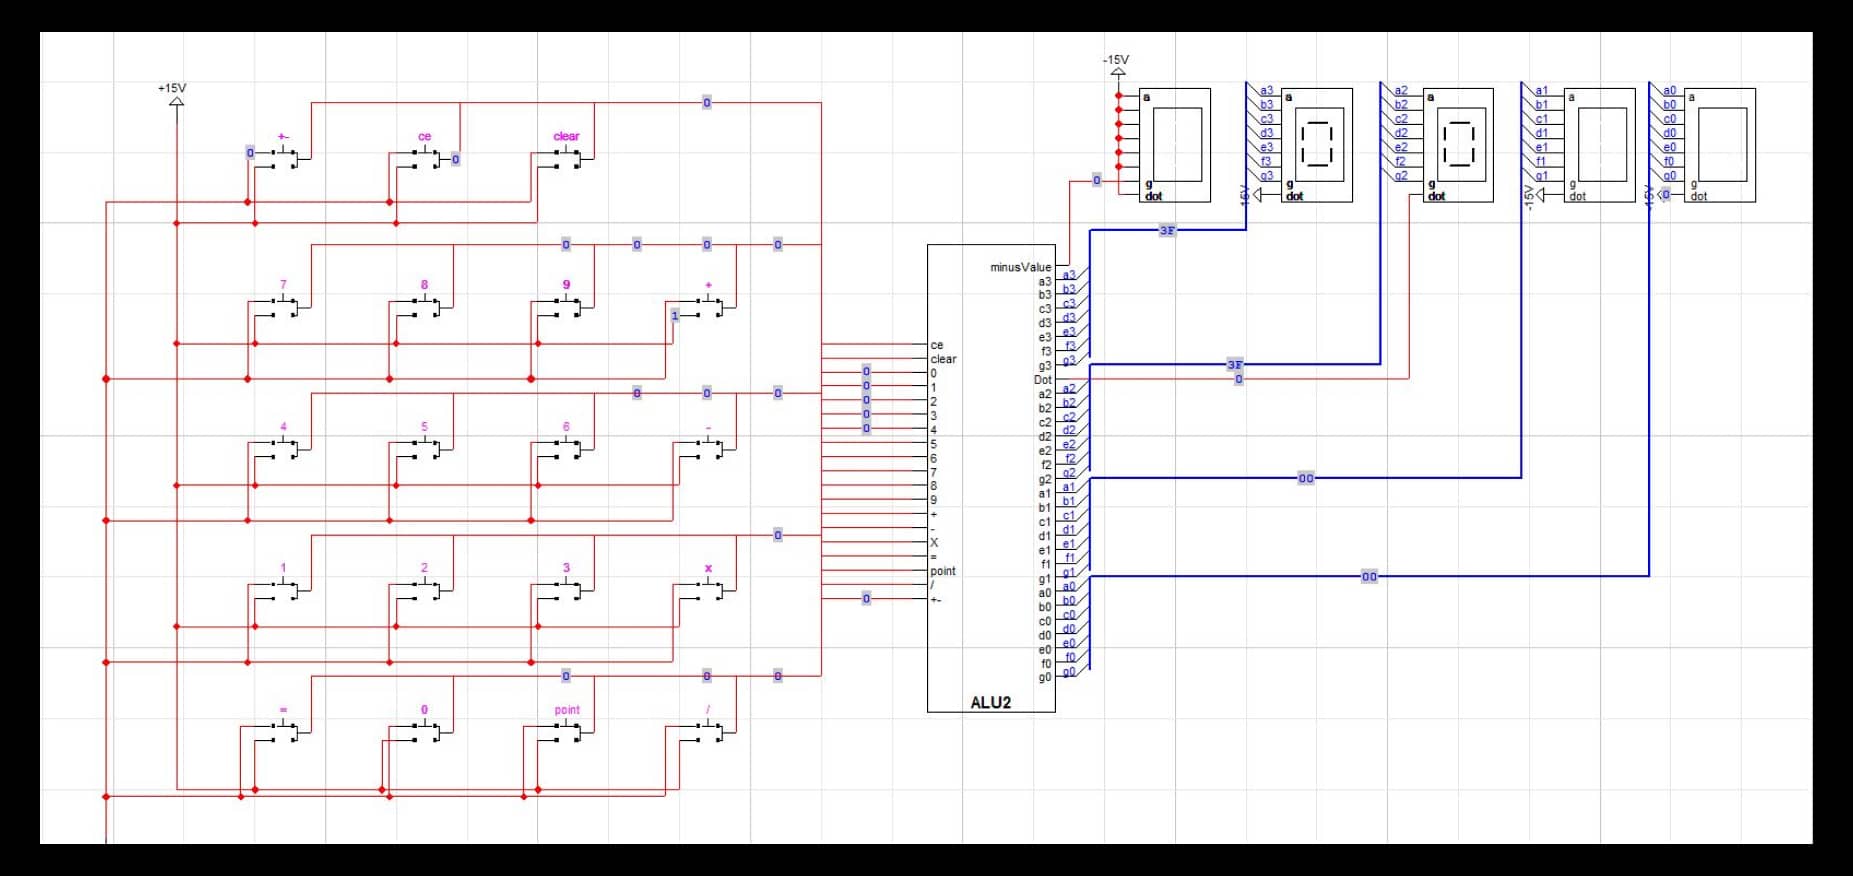 -15V
+15V
0
+-
ce
clear
0
0
0
a
g
dot
a3
b3
c3
d3
e3
f3
g3
15V
a
g
dot
a2
b2
c2
d2
e2
f2
g2
a
g
dot
a1
b1
c1
d1
e1
f1
g1
-15V
a
g
dot
a0
b0
c0
d0
e0
f0
g0
-15V
0
a
g
dot
3F
0 0 0 0
7
8
9
+
1
3F
0
0 0 0
4
5
6
-
00
0
1
2
3
x
00
0 0 0
=
0
point
/
0
0
0
0
0
0
ce
clear
0
1
2
3
4
5
6
7
8
9
+
-
X
=
point
/
+-
minusValue
a3 a3
b3 b3
c3 c3
d3 d3
e3 e3
f3 f3
g3 g3
Dot
a2 a2
b2 b2
c2 c2
d2 d2
e2 e2
f2 f2
g2 g2
a1 a1
b1 b1
c1 c1
d1 d1
e1 e1
f1 f1
g1 g1
a0 a0
b0 b0
c0 c0
d0 d0
e0 e0
f0 f0
g0 g0
ALU2